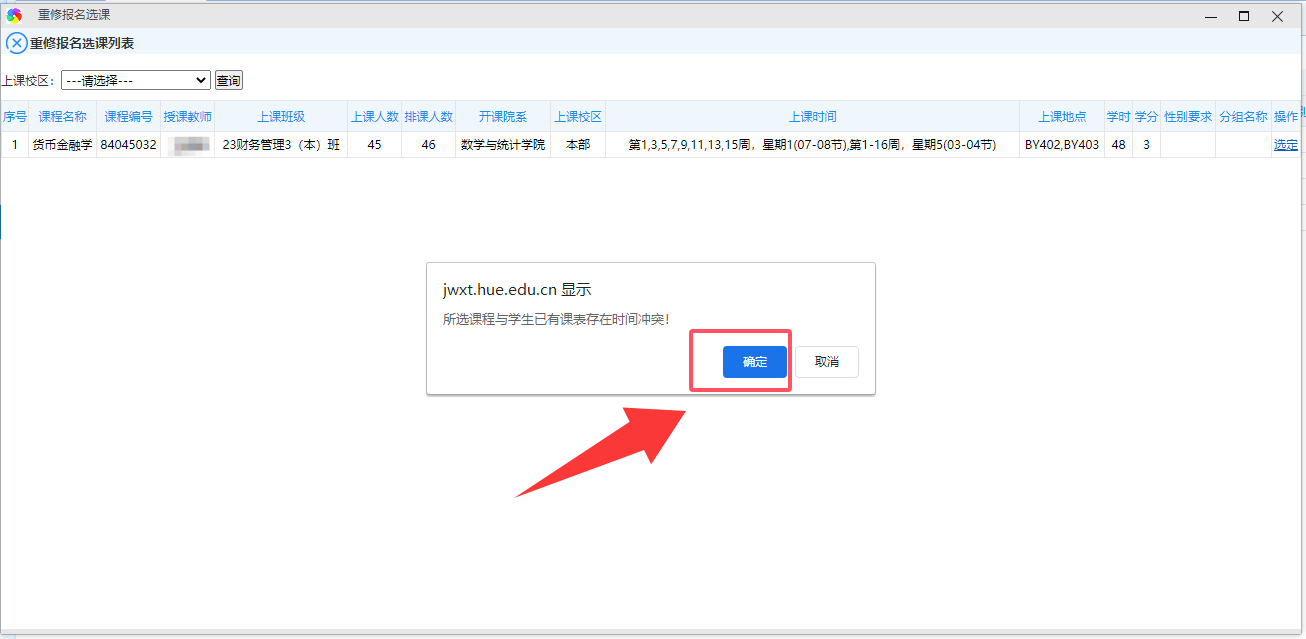 重修报名选课
重修报名选课列表
上课校区： ---请选择--- 查询
序号 课程名称 课程编号 授课教师 上课班级 上课人数 排课人数 开课院系 上课校区 上课时间 上课地点 学时 学分 性别要求 分组名称 操作
1 货币金融学 84045032 23财务管理3（本）班 45 46 数学与统计学院 本部 第1,3,5,7,9,11,13,15周，星期1(07-08节),第1-16周，星期5(03-04节) BY402,BY403 48 3 选定
jwxt.hue.edu.cn 显示
所选课程与学生已有课表存在时间冲突！
确定 取消